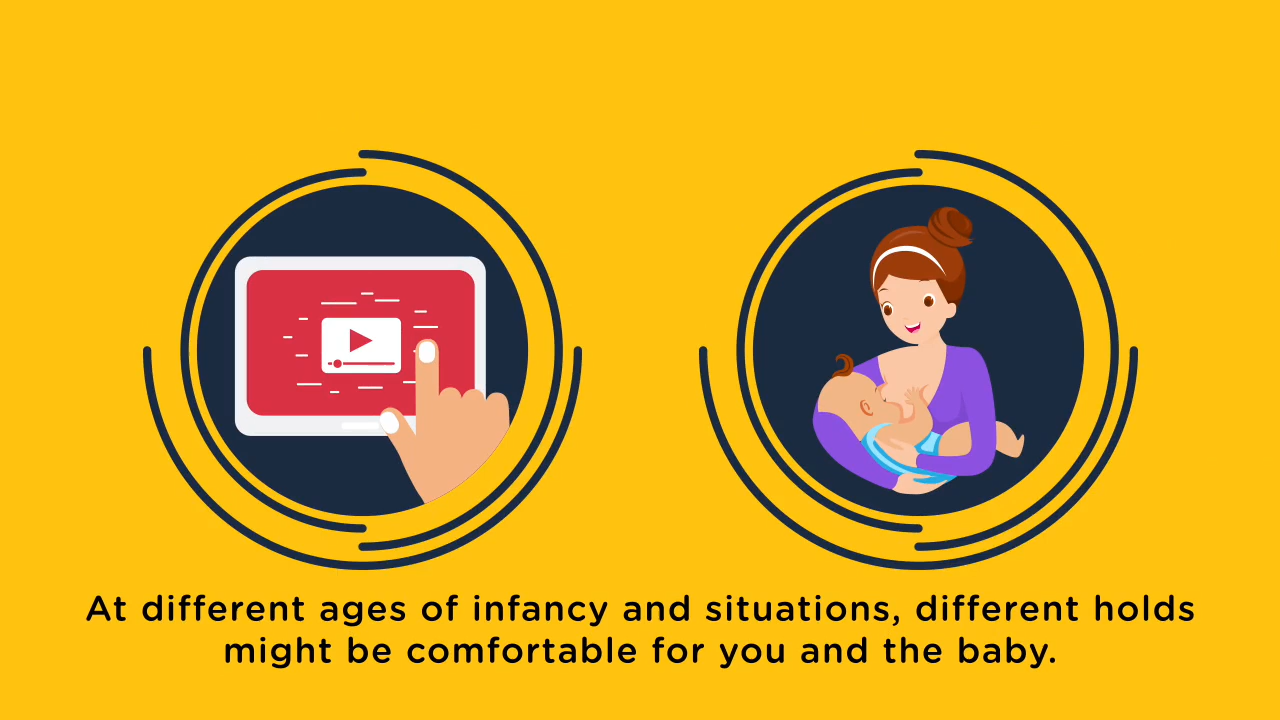 At different ages of infancy and situations, different holds
might be comfortable for you and the baby.